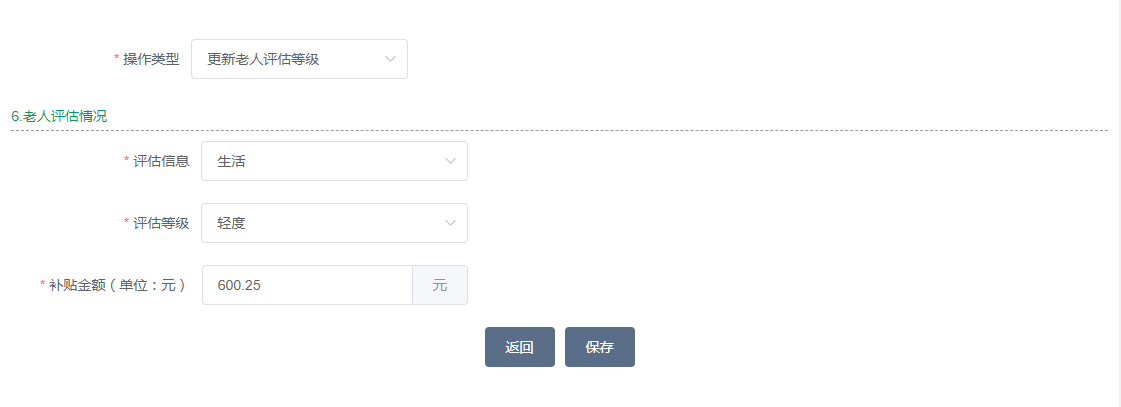 * 操作类型 更新老人评估等级
6.老人评估情况
* 评估信息 生活
* 评估等级 轻度
* 补贴金额（单位：元） 600.25 元
返回 保存